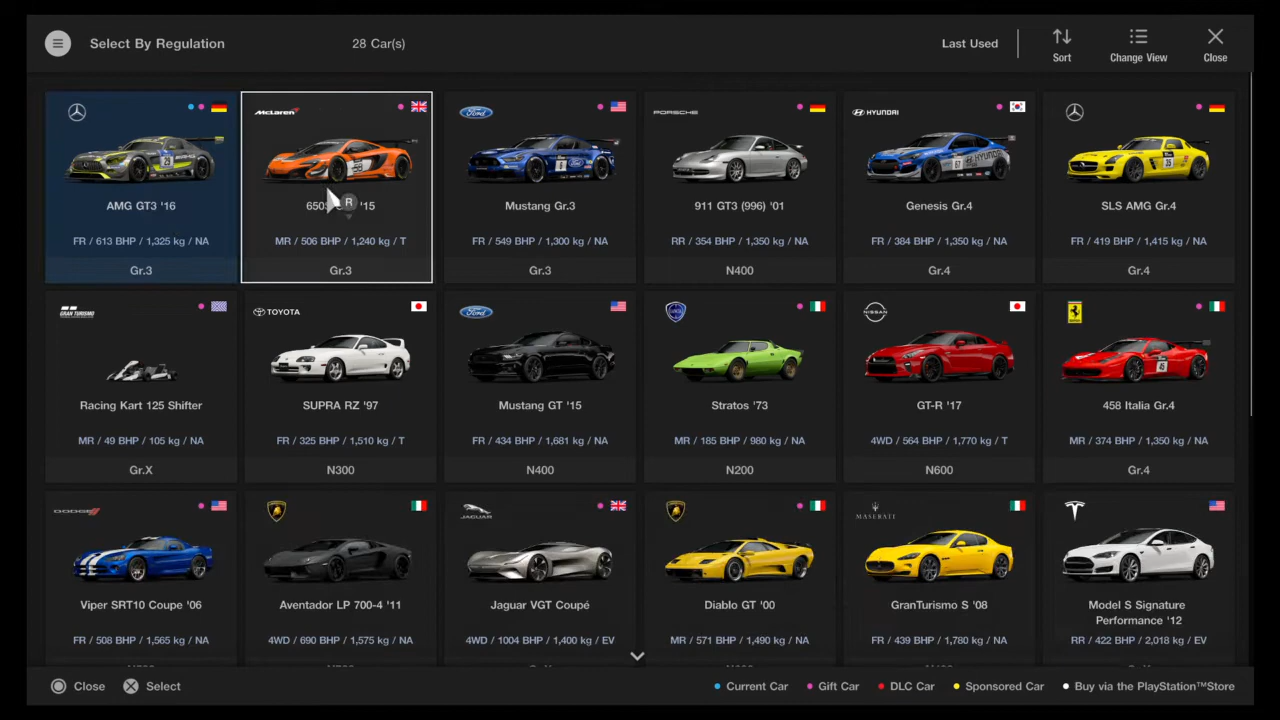 Select By Regulation
28 Car(s)
Last Used
Sort
Change View
Close
McLaren
Ford
PORSCHE
HYUNDAI
AMG GT3 '16
'15
Mustang Gr.3
911 GT3 (996) '01
Genesis Gr.4
SLS AMG Gr.4
FR / 613 BHP / 1,325 kg / NA
MR / 506 BHP / 1,240 kg / T
FR / 549 BHP / 1,300 kg / NA
RR / 354 BHP / 1,350 kg / NA
FR / 384 BHP / 1,350 kg / NA
FR / 419 BHP / 1,415 kg / NA
Gr.3
Gr.3
Gr.3
N400
Gr.4
Gr.4
R
GRAN TURISMO
TOYOTA
Ford
NISSAN
Racing Kart 125 Shifter
SUPRA RZ '97
Mustang GT '15
Stratos '73
GT-R '17
458 Italia Gr.4
MR / 49 BHP / 105 kg / NA
FR / 325 BHP / 1,510 kg / T
FR / 434 BHP / 1,681 kg / NA
MR / 185 BHP / 980 kg / NA
4WD / 564 BHP / 1,770 kg / T
MR / 374 BHP / 1,350 kg / NA
Gr.X
N300
N400
N200
N600
Gr.4
DODGE
JAGUAR
MASERATI
Viper SRT10 Coupe '06
Aventador LP 700-4 '11
Jaguar VGT Coupé
Diablo GT '00
GranTurismo S '08
Model S Signature
Performance '12
FR / 508 BHP / 1,565 kg / NA
4WD / 690 BHP / 1,575 kg / NA
4WD / 1004 BHP / 1,400 kg / EV
MR / 571 BHP / 1,490 kg / NA
FR / 439 BHP / 1,780 kg / NA
RR / 422 BHP / 2,018 kg / EV
Close
Select
Current Car
Gift Car
DLC Car
Sponsored Car
Buy via the PlayStation™Store